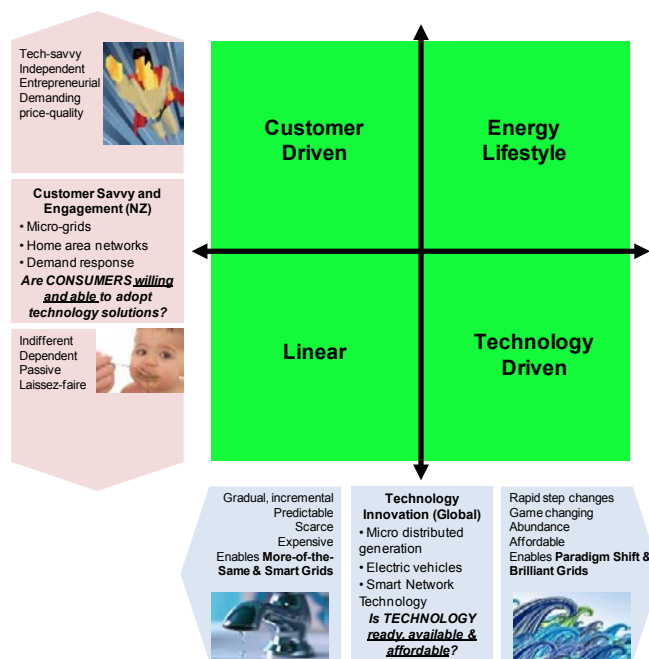 Tech-savvy
Independent
Entrepreneurial
Demanding
price-quality
Customer Savvy and
Engagement (NZ)
• Micro-grids
• Home area networks
• Demand response
Are CONSUMERS willing
and able to adopt
technology solutions?
Indifferent
Dependent
Passive
Laissez-faire
Customer
Driven
Energy
Lifestyle
Linear
Technology
Driven
Gradual, incremental
Predictable
Scarce
Expensive
Enables More-of-the-
Same & Smart Grids
Technology
Innovation (Global)
• Micro distributed
generation
• Electric vehicles
• Smart Network
Technology
Is TECHNOLOGY
ready, available &
affordable?
Rapid step changes
Game changing
Abundance
Affordable
Enables Paradigm Shift &
Brilliant Grids